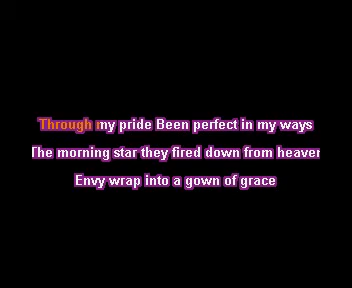 Through my pride Been perfect in my ways
The morning star they fired down from heaven
Envy wrap into a gown of grace